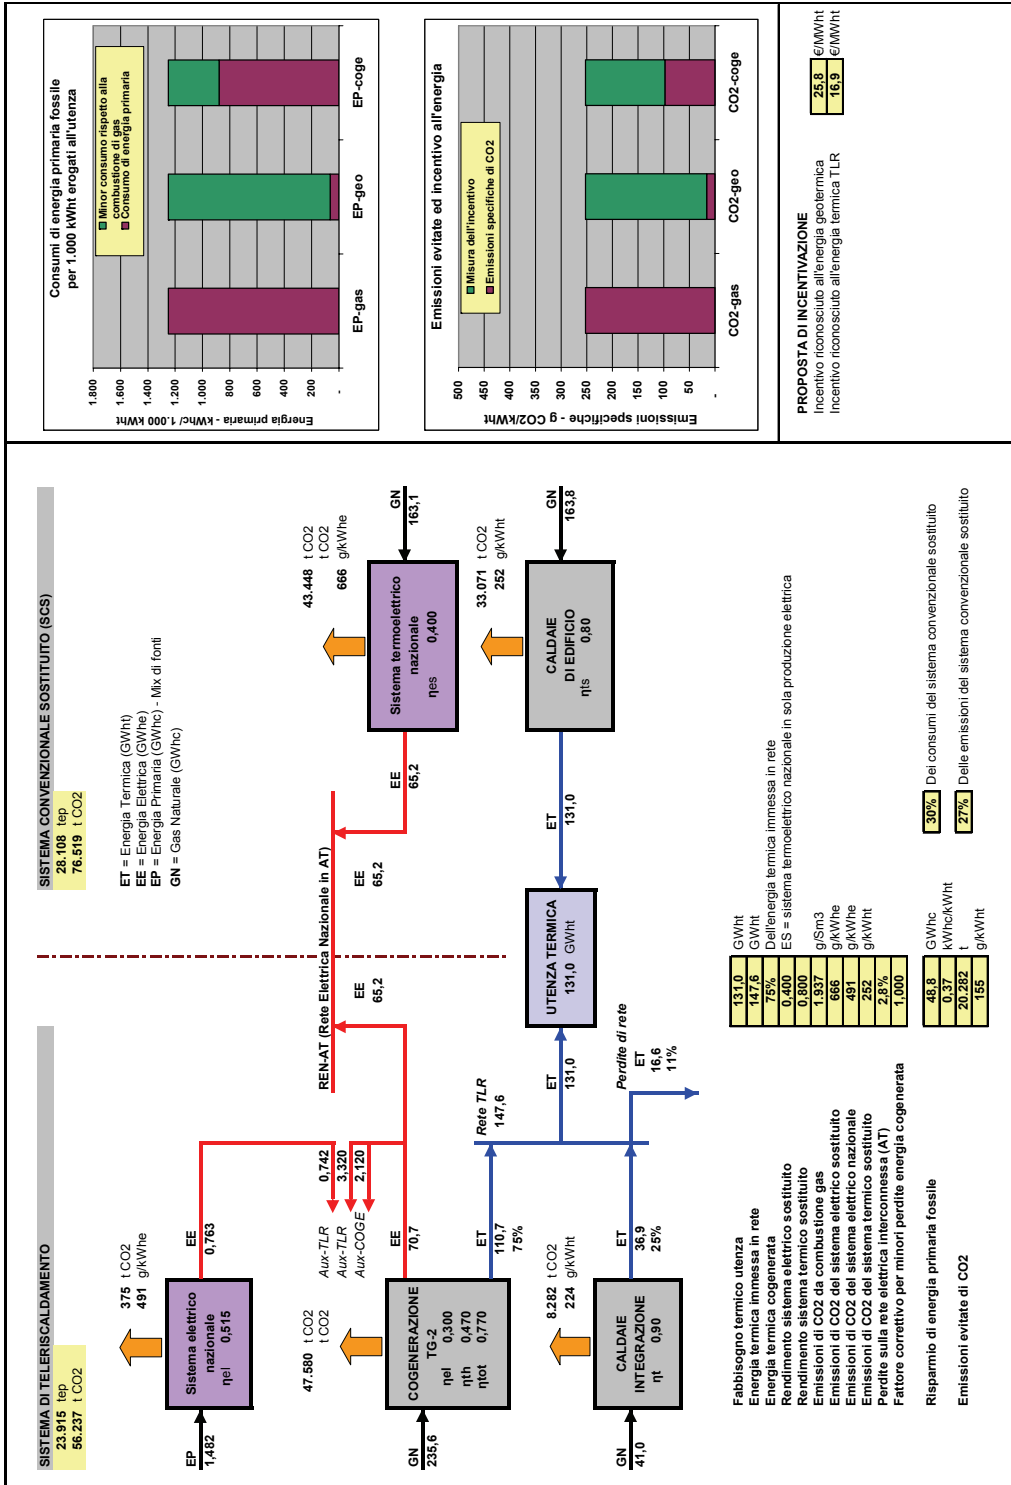 SISTEMA DI TELERISCALDAMENTO
23.915 tep
56.237 t CO2
SISTEMA CONVENZIONALE SOSTITUITO (SCS)
28.108 tep
76.519 t CO2
ET = Energia Termica (GWht)
EE = Energia Elettrica (GWhe)
EP = Energia Primaria (GWhc) - Mix di fonti
GN = Gas Naturale (GWhc)
375 t CO2
491 g/kWhe
EP
1,482
Sistema elettrico
nazionale
ηel 0,515
EE
0,763
0,742
3,320
2,120
Aux-TLR
Aux-TLR
Aux-COGE
REN-AT (Rete Elettrica Nazionale in AT)
EE
65,2
EE
65,2
EE
65,2
43.448 t CO2
t CO2
666 g/kWhe
Sistema termoelettrico
nazionale
ηes 0,400
GN
163,1
47.580 t CO2
t CO2
GN
235,6
COGENERAZIONE
TG-2
ηel 0,300
ηth 0,470
ηtot 0,770
EE
70,7
ET
110,7
75%
Rete TLR
147,6
ET
131,0
UTENZA TERMICA
131,0 GWht
ET
131,0
33.071 t CO2
252 g/kWht
CALDAIE
DI EDIFICIO
ηts 0,80
GN
163,8
8.282 t CO2
224 g/kWht
GN
41,0
CALDAIE
INTEGRAZIONE
ηt 0,90
ET
36,9
25%
Perdite di rete
ET
16,6
11%
Fabbisogno termico utenza 131,0 GWht
Energia termica immessa in rete 147,6 GWht
Energia termica cogenerata 75% Dell'energia termica immessa in rete
Rendimento sistema elettrico sostituito 0,400 ES = sistema termoelettrico nazionale in sola produzione elettrica
Rendimento sistema termico sostituito 0,800
Emissioni di CO2 da combustione gas 1.937 g/Sm3
Emissioni di CO2 del sistema elettrico sostituito 666 g/kWhe
Emissioni di CO2 del sistema elettrico nazionale 491 g/kWhe
Emissioni di CO2 del sistema termico sostituito 252 g/kWht
Perdite sulla rete elettrica interconnessa (AT) 2,8%
Fattore correttivo per minori perdite energia cogenerata 1,000
Risparmio di energia primaria fossile 48,8 GWhc 30% Dei consumi del sistema convenzionale sostituito
0,37 kWhc/kWht
Emissioni evitate di CO2 20.282 t 27% Delle emissioni del sistema convenzionale sostituito
155 g/kWht
Consumi di energia primaria fossile
per 1.000 kWht erogati all'utenza
Minor consumo rispetto alla
combustione di gas
Consumo di energia primaria
Energia primaria - kWhc/ 1.000 kWht
1.800
1.600
1.400
1.200
1.000
800
600
400
200
-
EP-gas
EP-geo
EP-coge
Emissioni evitate ed incentivo all'energia
Misura dell'incentivo
Emissioni specifiche di CO2
Emissioni specifiche - g CO2/kWht
500
450
400
350
300
250
200
150
100
50
-
CO2-gas
CO2-geo
CO2-coge
PROPOSTA DI INCENTIVAZIONE
Incentivo riconosciuto all'energia geotermica 25,8 €/MWht
Incentivo riconosciuto all'energia termica TLR 16,9 €/MWht